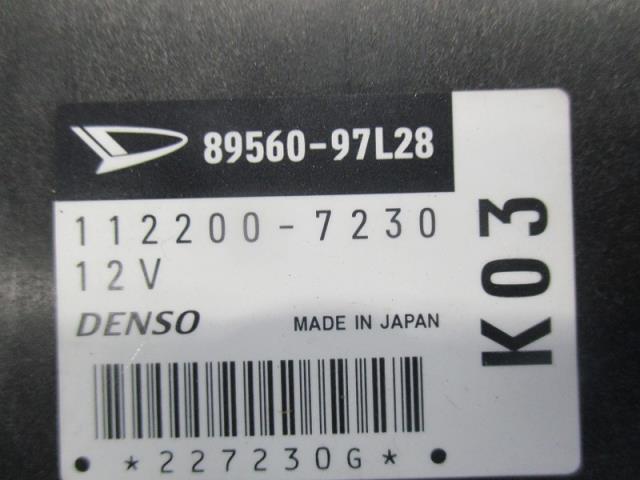 89560-97L28
112200-7230
12V
DENSO MADE IN JAPAN
K03
*227230G*